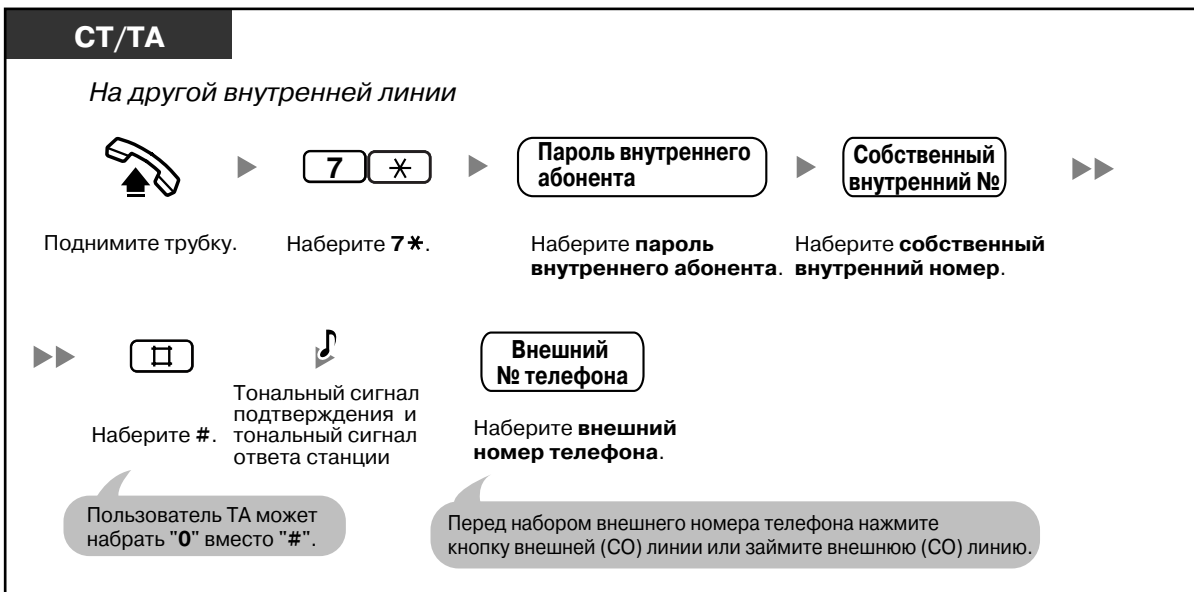 СТ/ТА
На другой внутренней линии
7 *
Пароль внутреннего
абонента
Собственный
внутренний №
Поднимите трубку.
Наберите 7*.
Наберите пароль
внутреннего абонента.
Наберите собственный
внутренний номер.
#
Внешний
№ телефона
Наберите #.
Тональный сигнал
подтверждения и
тональный сигнал
ответа станции
Наберите внешний
номер телефона.
Пользователь ТА может
набрать "0" вместо "#".
Перед набором внешнего номера телефона нажмите
кнопку внешней (СО) линии или займите внешнюю (СО) линию.